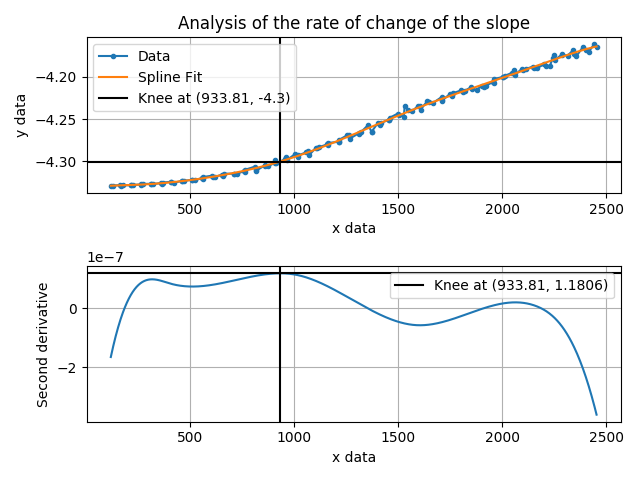 Analysis of the rate of change of the slope
Data
Spline Fit
Knee at (933.81, -4.3)
−4.20
−4.25
−4.30
y data
500 1000 1500 2000 2500
x data
1e−7
Knee at (933.81, 1.1806)
0
−2
Second derivative
500 1000 1500 2000 2500
x data